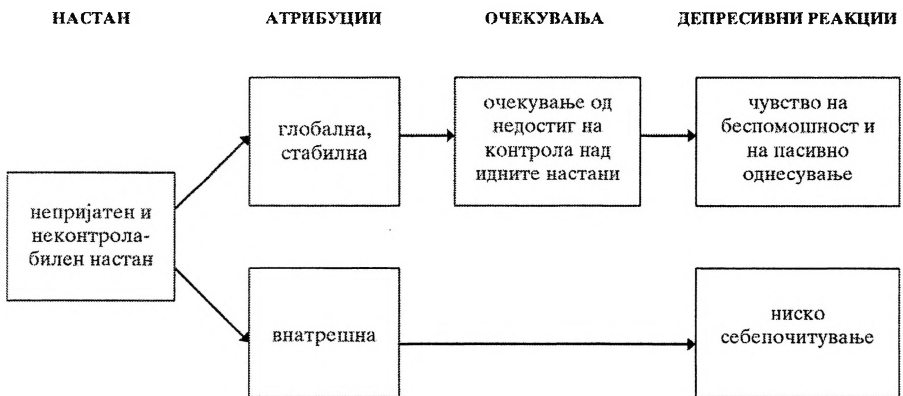 НАСТАН
АТРИБУЦИИ
ОЧЕКУВАЊА
ДЕПРЕСИВНИ РЕАКЦИИ
непријатен и
неконтрола-
билен настан
глобална,
стабилна
очекување од
недостиг на
контрола над
идните настани
чувство на
беспомошност и
на пасивно
однесување
внатрешна
ниско
себепочитување